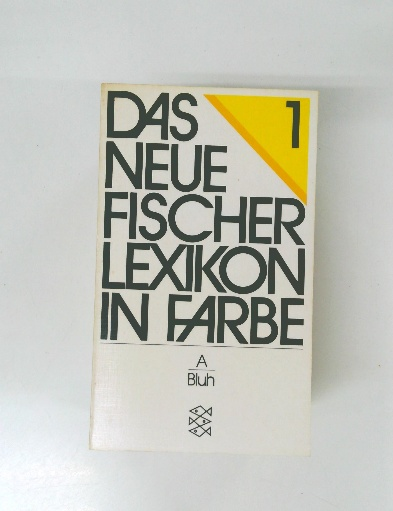 DAS
1
NEUE
FISCHER
LEXIKON
IN FARBE
A
Bluh